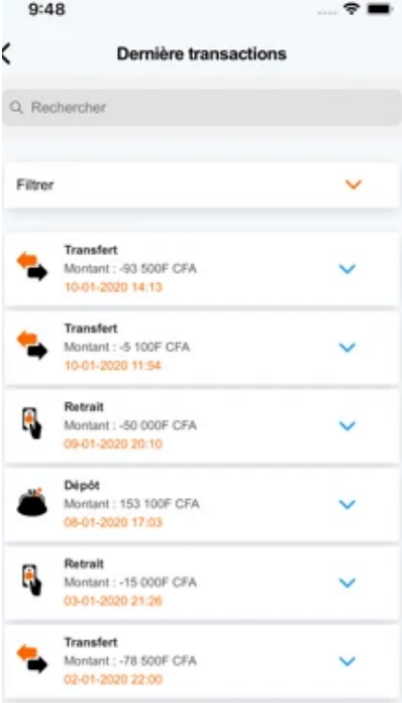 9:48
Dernière transactions
Rechercher
Filtrer
Transfert
Montant : -93 500F CFA
10-01-2020 14:13
Transfert
Montant : -5 100F CFA
10-01-2020 11:54
Retrait
Montant : -50 000F CFA
09-01-2020 20:10
Dépôt
Montant : 153 100F CFA
08-01-2020 17:03
Retrait
Montant : -15 000F CFA
03-01-2020 21:26
Transfert
Montant : -78 500F CFA
02-01-2020 22:00